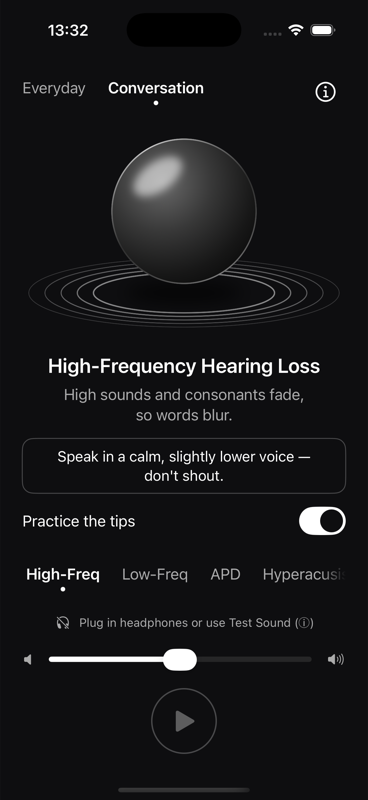 13:32
Everyday
Conversation
High-Frequency Hearing Loss
High sounds and consonants fade,
so words blur.
Speak in a calm, slightly lower voice —
don't shout.
Practice the tips
High-Freq
Low-Freq
APD
Hyperacusis
Plug in headphones or use Test Sound (ⓘ)